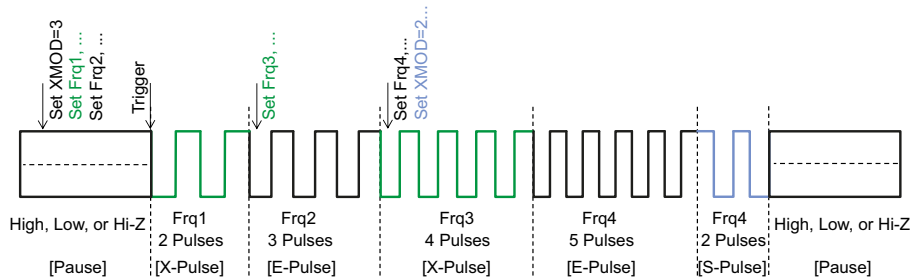 Set XMOD=3
Set Frq1, ...
Set Frq2, ...
Trigger
Set Frq3, ...
Set Frq4,...
Set XMOD=2...
High, Low, or Hi-Z
[Pause]
Frq1
2 Pulses
[X-Pulse]
Frq2
3 Pulses
[E-Pulse]
Frq3
4 Pulses
[X-Pulse]
Frq4
5 Pulses
[E-Pulse]
Frq4
2 Pulses
[S-Pulse]
High, Low, or Hi-Z
[Pause]